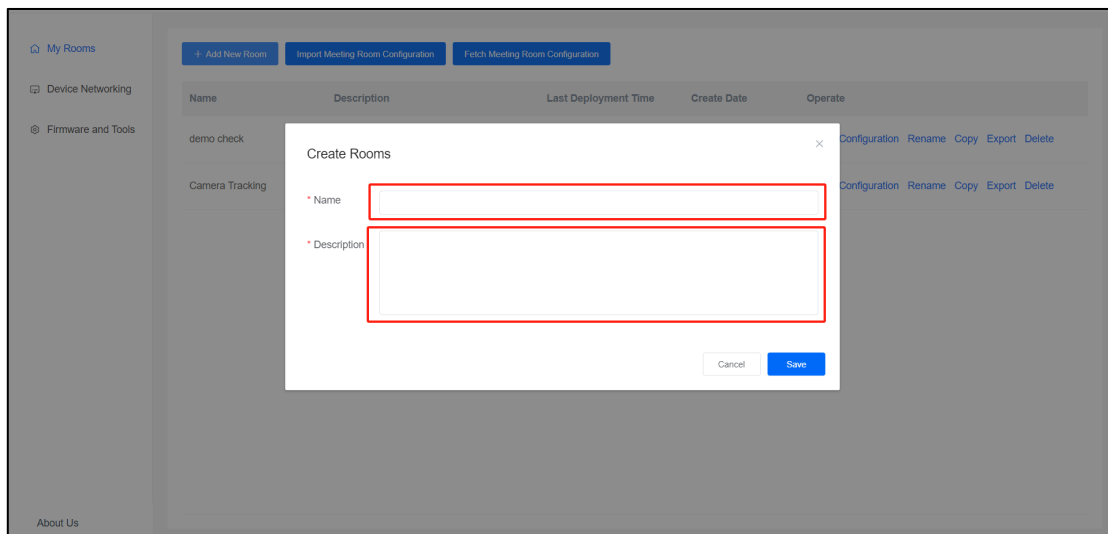 My Rooms
Device Networking
Firmware and Tools
About Us
+ Add New Room Import Meeting Room Configuration Fetch Meeting Room Configuration
Name Description Last Deployment Time Create Date Operate
demo check Configuration Rename Copy Export Delete
Camera Tracking Configuration Rename Copy Export Delete
Create Rooms
* Name
* Description
Cancel Save